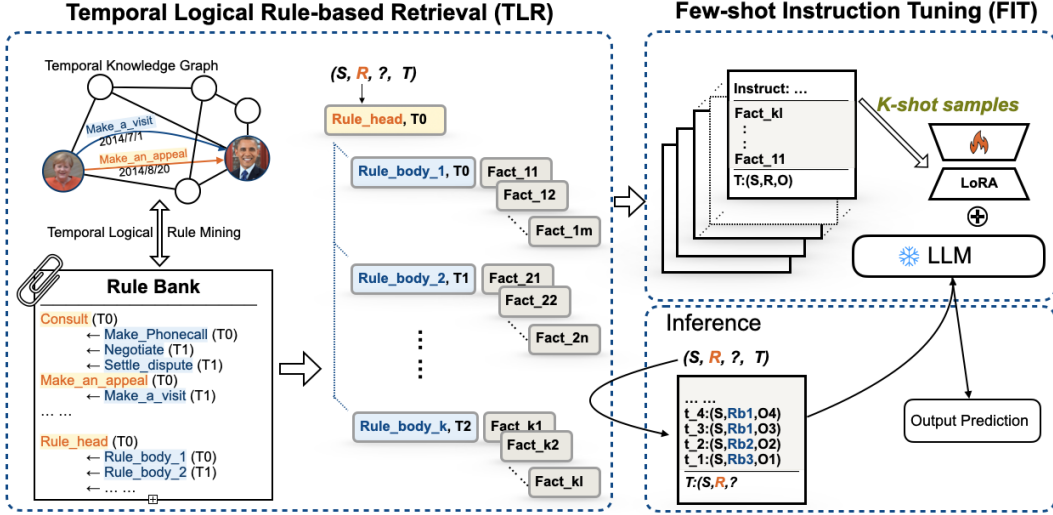 Temporal Logical Rule-based Retrieval (TLR)
Temporal Knowledge Graph
Make_a_visit
2014/7/1
Make_an_appeal
2014/8/20
Temporal Logical Rule Mining
Rule Bank
Consult (T0)
← Make_Phonecall (T0)
← Negotiate (T1)
← Settle_dispute (T1)
Make_an_appeal (T0)
← Make_a_visit (T1)
... ...
Rule_head (T0)
← Rule_body_1 (T0)
← Rule_body_2 (T1)
← ... ...
(S, R, ?, T)
Rule_head, T0
Rule_body_1, T0
Fact_11
Fact_12
Fact_1m
Rule_body_2, T1
Fact_21
Fact_22
Fact_2n
Rule_body_k, T2
Fact_k1
Fact_k2
Fact_kl
Few-shot Instruction Tuning (FIT)
Instruct: ...
Fact_kl
Fact_11
T:(S,R,O)
K-shot samples
LoRA
LLM
Inference
(S, R, ?, T)
... ...
t_4:(S,Rb1,O4)
t_3:(S,Rb1,O3)
t_2:(S,Rb2,O2)
t_1:(S,Rb3,O1)
T:(S,R,?
Output Prediction